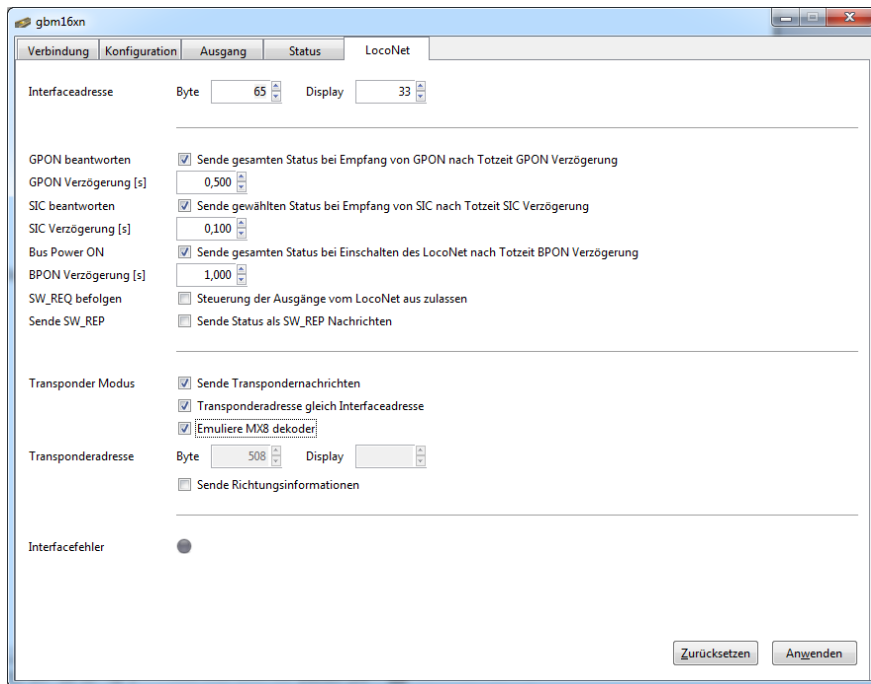 gbm16xn
Verbindung Konfiguration Ausgang Status LocoNet
Interfaceadresse Byte 65 Display 33
GPON beantworten Sende gesamten Status bei Empfang von GPON nach Totzeit GPON Verzögerung
GPON Verzögerung [s] 0,500
SIC beantworten Sende gewählten Status bei Empfang von SIC nach Totzeit SIC Verzögerung
SIC Verzögerung [s] 0,100
Bus Power ON Sende gesamten Status bei Einschalten des LocoNet nach Totzeit BPON Verzögerung
BPON Verzögerung [s] 1,000
SW_REQ befolgen Steuerung der Ausgänge vom LocoNet aus zulassen
Sende SW_REP Sende Status als SW_REP Nachrichten
Transponder Modus Sende Transpondernachrichten
Transponderadresse gleich Interfaceadresse
Emuliere MX8 dekoder
Transponderadresse Byte 508 Display
Sende Richtungsinformationen
Interfacefehler
Zurücksetzen Anwenden